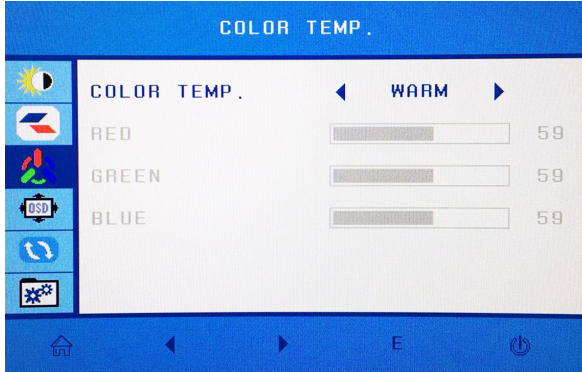 COLOR TEMP.
COLOR TEMP. WARM
RED 59
GREEN 59
OSD
BLUE 59
E